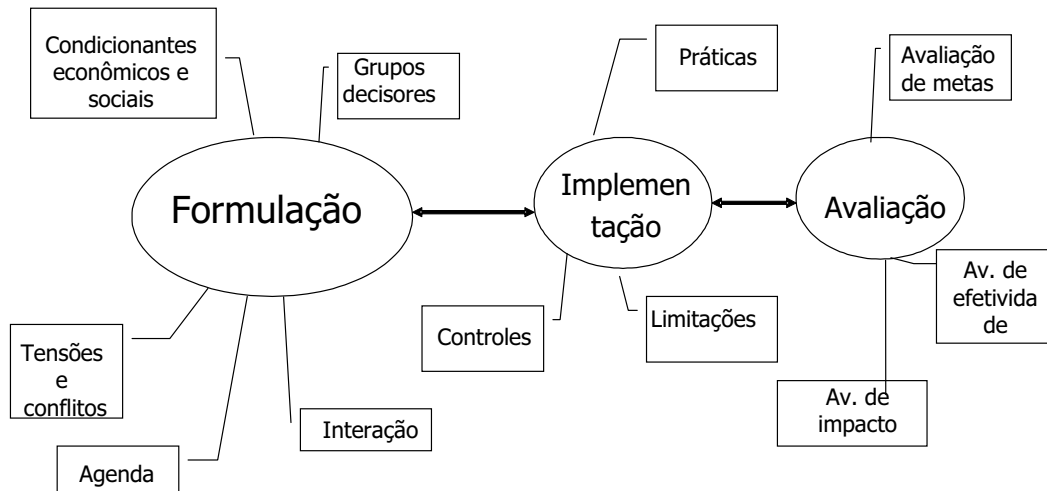 Condicionantes
econômicos e
sociais
Grupos
decisores
Práticas
Avaliação
de metas
Formulação
Implemen
tação
Avaliação
Av. de
efetivida
de
Tensões
e
conflitos
Controles
Limitações
Interação
Av. de
impacto
Agenda